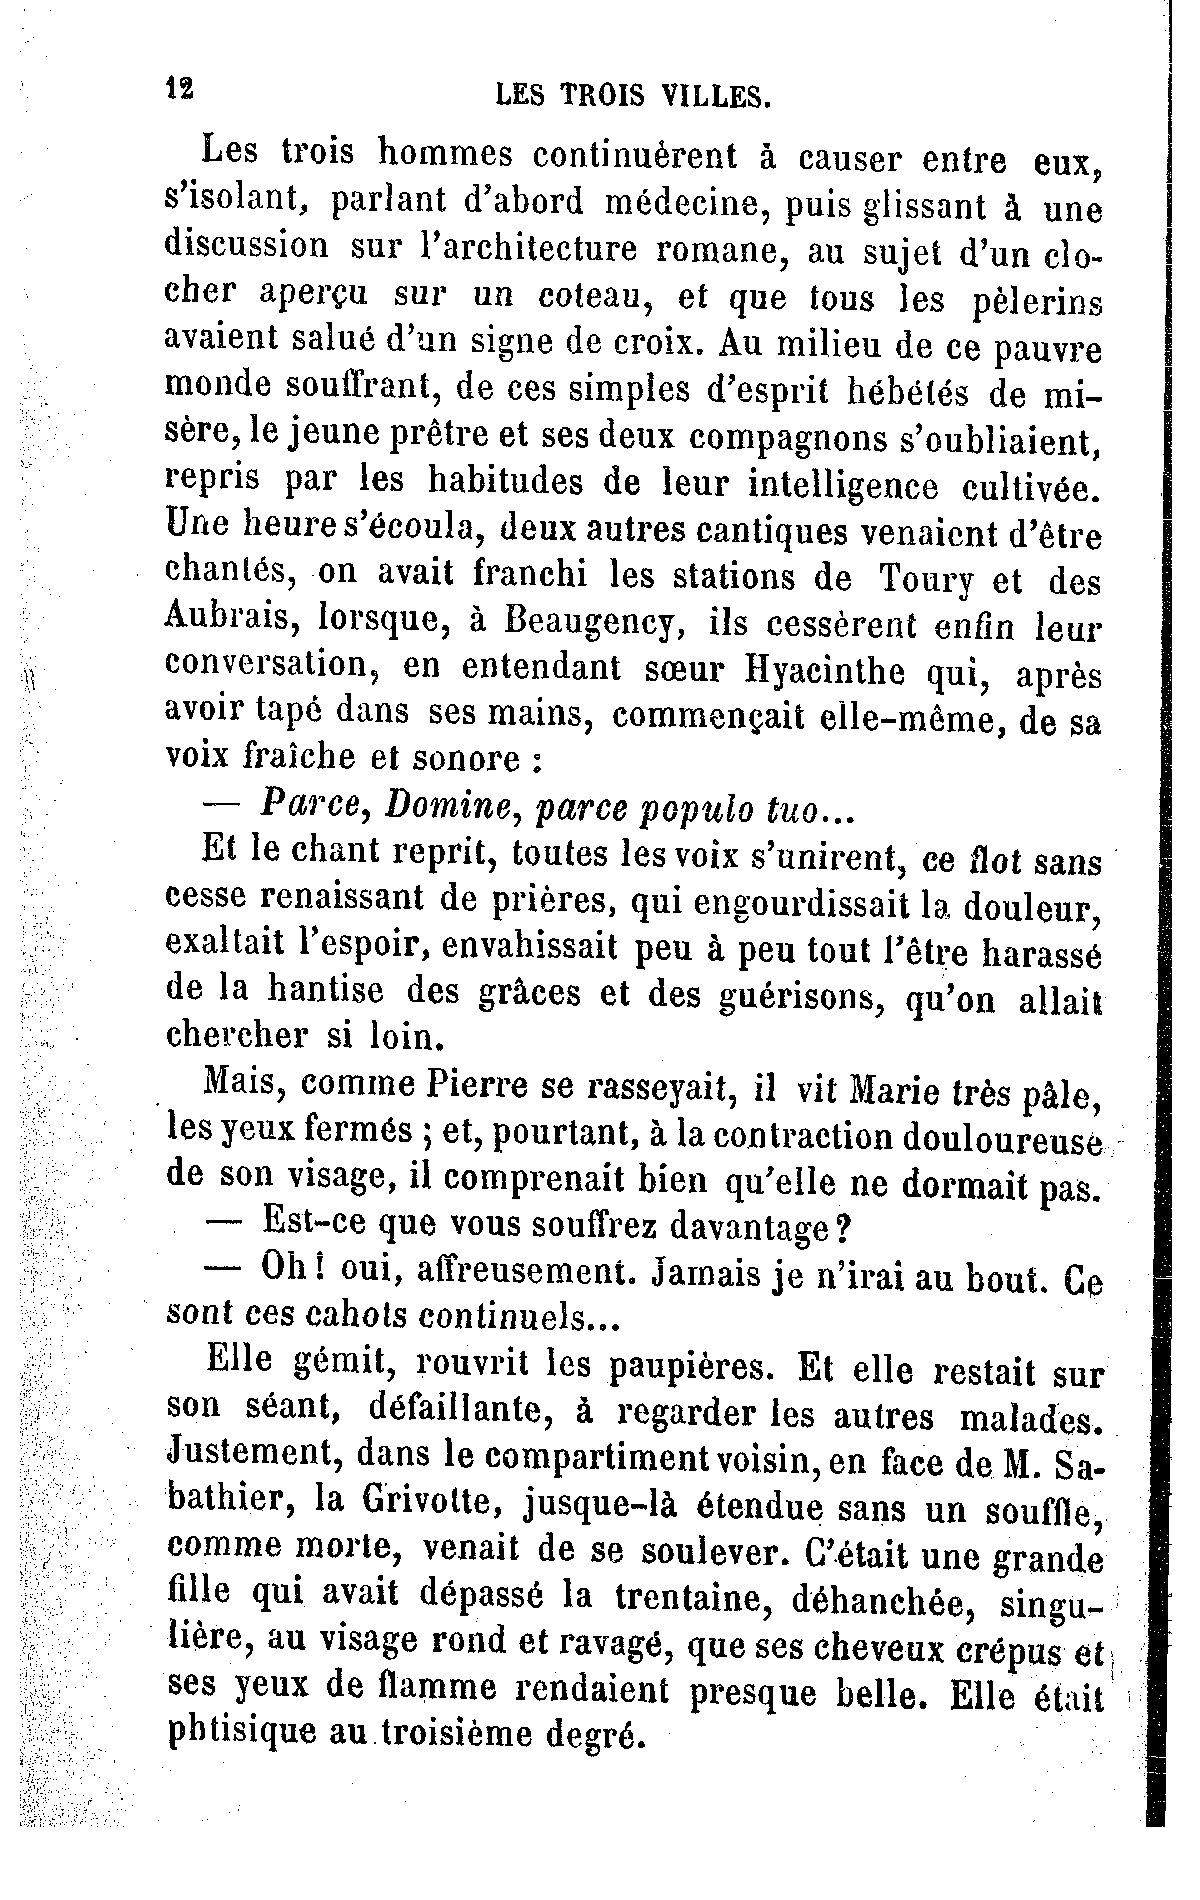 12 LES TROIS VILLES.
Les trois hommes continuèrent à causer entre eux,
s'isolant, parlant d'abord médecine, puis glissant à une
discussion sur l'architecture romane, au sujet d'un clo-
cher aperçu sur un coteau, et que tous les pèlerins
avaient salué d'un signe de croix. Au milieu de ce pauvre
monde souffrant, de ces simples d'esprit hébétés de mi-
sère, le jeune prêtre et ses deux compagnons s'oubliaient,
repris par les habitudes de leur intelligence cultivée.
Une heure s'écoula, deux autres cantiques venaient d'être
chantés, on avait franchi les stations de Toury et des
Aubrais, lorsque, à Beaugency, ils cessèrent enfin leur
conversation, en entendant sœur Hyacinthe qui, après
avoir tapé dans ses mains, commençait elle-même, de sa
voix fraîche et sonore :
— Parce, Domine, parce populo tuo...
Et le chant reprit, toutes les voix s'unirent, ce flot sans
cesse renaissant de prières, qui engourdissait la douleur,
exaltait l'espoir, envahissait peu à peu tout l'être harassé
de la hantise des grâces et des guérisons, qu'on allait
chercher si loin.
Mais, comme Pierre se rasseyait, il vit Marie très pâle,
les yeux fermés ; et, pourtant, à la contraction douloureuse
de son visage, il comprenait bien qu'elle ne dormait pas.
— Est-ce que vous souffrez davantage ?
— Oh ! oui, affreusement. Jamais je n'irai au bout. Ce
sont ces cahots continuels...
Elle gémit, rouvrit les paupières. Et elle restait sur
son séant, défaillante, à regarder les autres malades.
Justement, dans le compartiment voisin, en face de M. Sa-
bathier, la Grivotte, jusque-là étendue sans un souffle,
comme morte, venait de se soulever. C'était une grande
fille qui avait dépassé la trentaine, déhanchée, singu-
lière, au visage rond et ravagé, que ses cheveux crépus et
ses yeux de flamme rendaient presque belle. Elle était
phtisique au troisième degré.